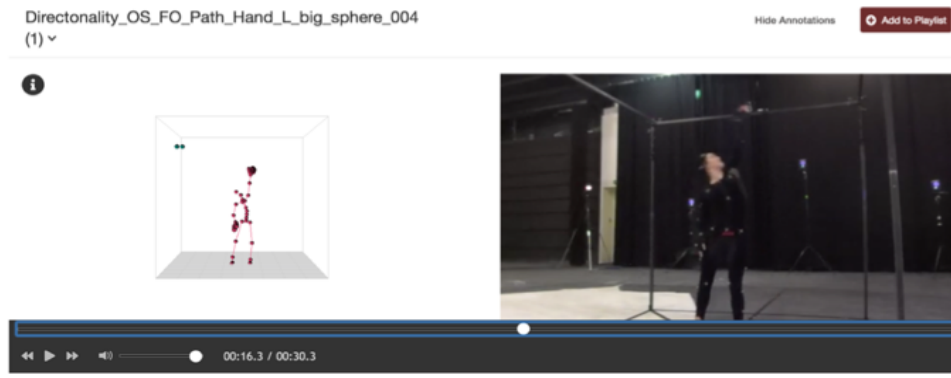 Directonality_OS_FO_Path_Hand_L_big_sphere_004
(1)
Hide Annotations
Add to Playlist
00:16.3 / 00:30.3